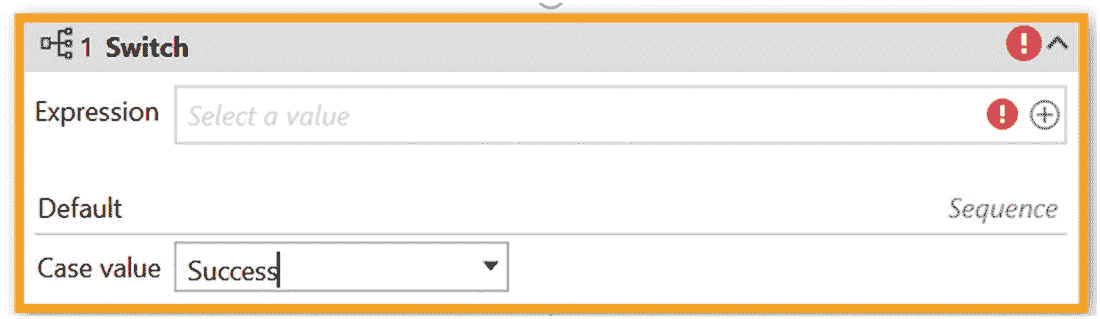 1 Switch
Expression Select a value
Default Sequence
Case value Success